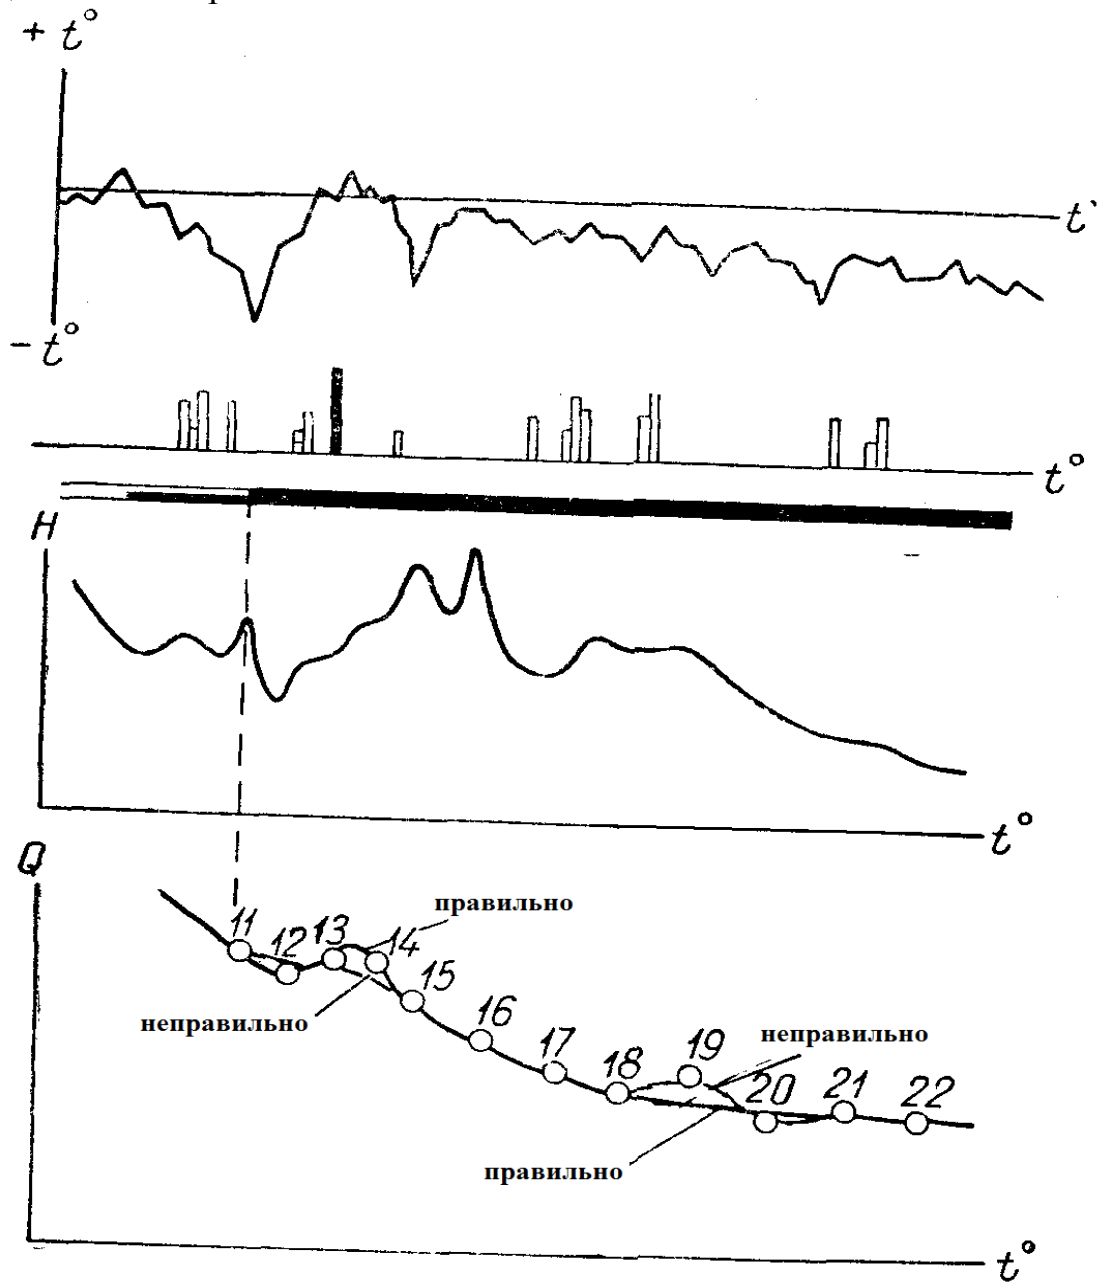 + t°
t
- t°
t°
H
t°
Q
правильно
11 12 13 14
15
неправильно
16
неправильно
17 18 19
20 21 22
правильно
t°